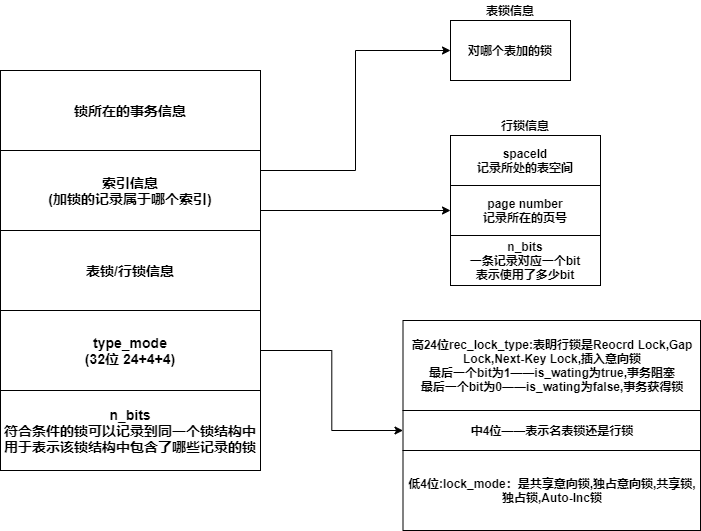 锁所在的事务信息
索引信息
(加锁的记录属于哪个索引)
表锁/行锁信息
type_mode
(32位 24+4+4)
n_bits
符合条件的锁可以记录到同一个锁结构中
用于表示该锁结构中包含了哪些记录的锁
表锁信息
对哪个表加的锁
行锁信息
spaceId
记录所处的表空间
page number
记录所在的页号
n_bits
一条记录对应一个bit
表示使用了多少bit
高24位rec_lock_type:表明行锁是Reocrd Lock,Gap
Lock,Next-Key Lock,插入意向锁
最后一个bit为1——is_wating为true,事务阻塞
最后一个bit为0——is_wating为false,事务获得锁
中4位——表示名表锁还是行锁
低4位:lock_mode：是共享意向锁,独占意向锁,共享锁,
独占锁,Auto-Inc锁